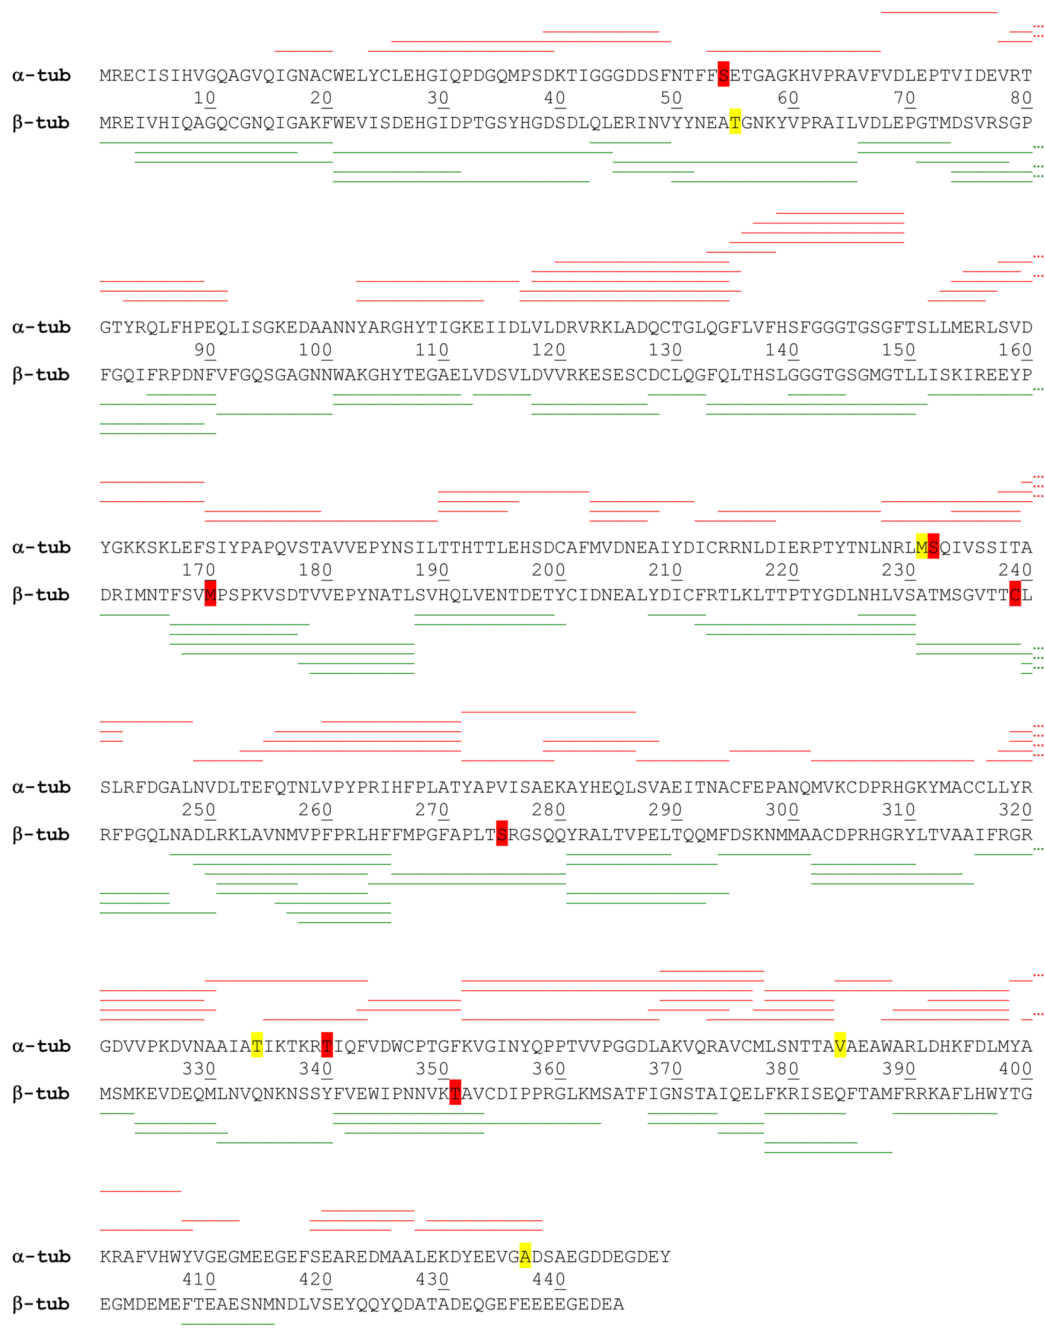 α-tub MRECISIHVGQAGVQIGNACWELYCLEHGIQPDGQMPSDKTIGGGDDSFNTFFSETGAGKHVPRAVFVDLEPTVIDEVRT
10 20 30 40 50 60 70 80
β-tub MREIVHIQAGQCGNQIGAKFWEVISDEHGIDPTGSYHGDSDLQLERINVYYNEATGNKYVPRAILVDLEPGTMDSVRSGP
α-tub GTYRQLFHPEQLISGKEDAANNYARGHYTIGKEIIDLVLDRVRKLADQCTGLQGFLVFHSFGGGTGSGFTSLLMERLSVD
90 100 110 120 130 140 150 160
β-tub FGQIFRPDNFVFGQSGAGNNWAKGHYTEGAELVDSVLDVVRKESESCDCLQGFQLTHSLGGGTGSGMGTLLISKIREEYP
α-tub YGKKSKLEFSIYPAPQVSTAVVEPYNSILTTHTTLEHSDCAFMVDNEAIYDICRRNLDIERPTYTNLNRLMSQIVSSITA
170 180 190 200 210 220 230 240
β-tub DRIMNTFSVMPSPKVSDTVVEPYNATLSVHQLVENTDETYCIDNEALYDICFRTLKLTTPTYGDLNHLVSATMSGVTTCL
α-tub SLRFDGALNVDLTEFQTNLVPYPRIHFPLATYAPVISAEKAYHEQLSVAEITNACFEPANQMVKCDPRHGKYMACCLLYR
250 260 270 280 290 300 310 320
β-tub RFPGQLNADLRKLAVNMVPFPRLHFFMPGFAPLTSRGSQQYRALTVPELTQQMFDSKNMMAACDPRHGRYLTVAAIFRGR
α-tub GDVVPKDVNAAIATIKTKRTIQFVDWCPTGFKVGINYQPPTVVPGGDLAKVQRAVCMLSNTTAVAEAWARLDHKFDLMYA
330 340 350 360 370 380 390 400
β-tub MSMKEVDEQMLNVQNKNSSYFVEWIPNNVKTAVCDIPPRGLKMSATFIGNSTAIQELFKRISEQFTAMFRRKAFLHWYTG
α-tub KRAFVHWYVGEGMEEGEFSEAREDMAALEKDYEEVGADSAEGDDEGDEY
410 420 430 440
β-tub EGMDEMEFTEAESNMNDLVSEYQQYQDATADEQGEFEEEEGEDEA